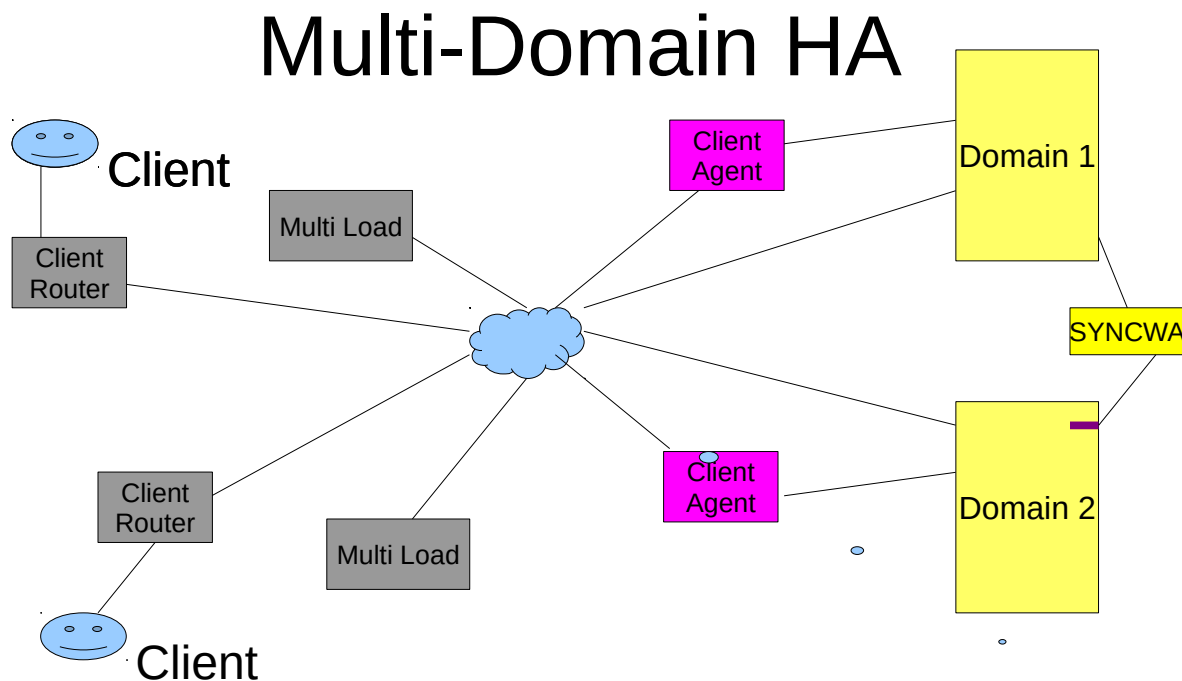 Multi-Domain HA
Client
Client
Agent
Domain 1
Multi Load
Client
Router
SYNCWA
Client
Agent
Domain 2
Client
Router
Multi Load
Client